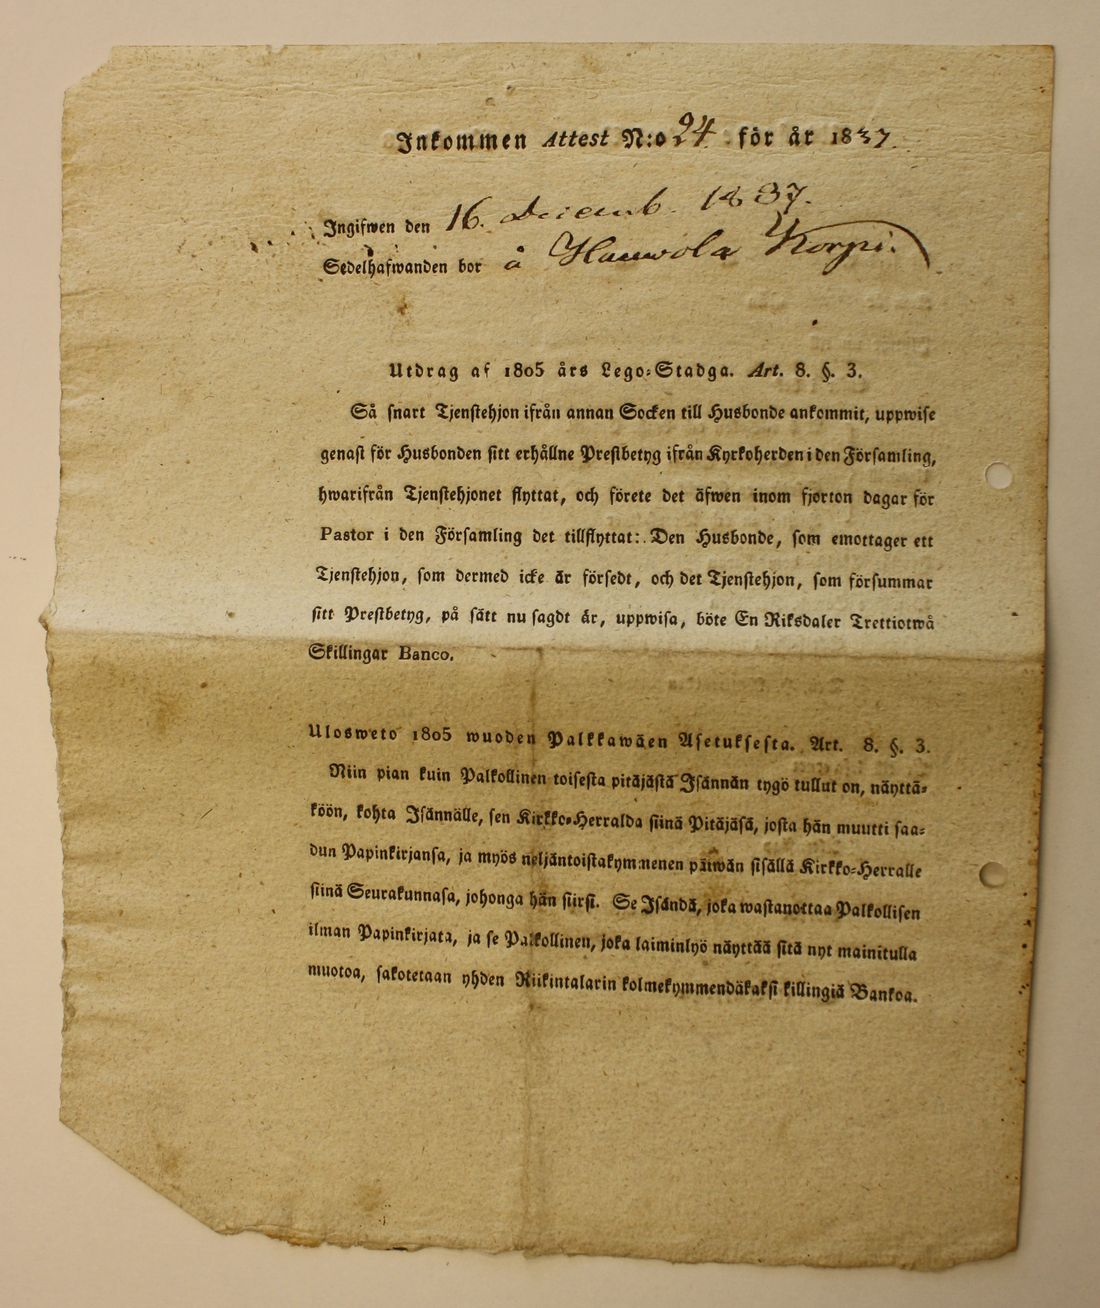 Inkommen Attest N:o 24 för år 1837.
Ingifwen den 16. Decemb. 1837.
Sedelhafwanden bor å Hauwola Korpi.
Utdrag af 1805 års Lego-Stadga. Art. 8. §. 3.
Så snart Tjenstehjon ifrån annan Socken till Husbonde ankommit, uppwise
genast för Husbonden sitt erhållne Prestbetyg ifrån Kyrkoherden i den Försam̃ling,
hwarifrån Tjenstehjonet flyttat, och förete det äfwen inom fjorton dagar för
Pastor i den Församling det tillflyttat: Den Husbonde, som emottager ett
Tjenstehjon, som dermed icke är försedt, och det Tjenstehjon, som försummar
sitt Prestbetyg, på sätt nu sagdt är, uppwisa, böte En Riksdaler Trettiotwå
Skillingar Banco.
Ulosweto 1805 wuoden Palkkawäen Asetuksesta. Art. 8. §. 3.
Niin pian kuin Palkollinen toisesta pitäjästä Isännän tygö tullut on, näyttä-
köön, kohta Isännälle, sen Kirkko-Herralda siinä Pitäjäsä, josta hän muutti saa-
dun Papinkirjansa, ja myös neljäntoistakymmenen päiwän sisällä Kirkko-Herralle
siinä Seurakunnasa, johonga hän siirsi. Se Isändä, joka wastanottaa Palkollisen
ilman Papinkirjata, ja se Palkollinen, joka laiminlyö näyttää sitä nyt mainitulla
muotoa, sakotetaan yhden Riikintalarin kolmekymmendäkaksi killingiä Bankoa.